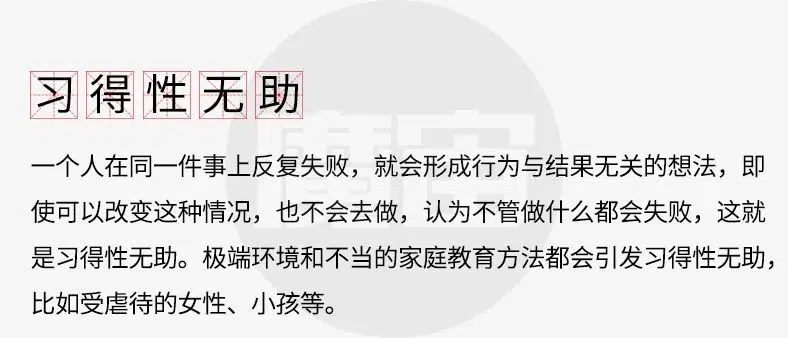 习得性无助
一个人在同一件事上反复失败，就会形成行为与结果无关的想法，即
使可以改变这种情况，也不会去做，认为不管做什么都会失败，这就
是习得性无助。极端环境和不当的家庭教育方法都会引发习得性无助，
比如受虐待的女性、小孩等。